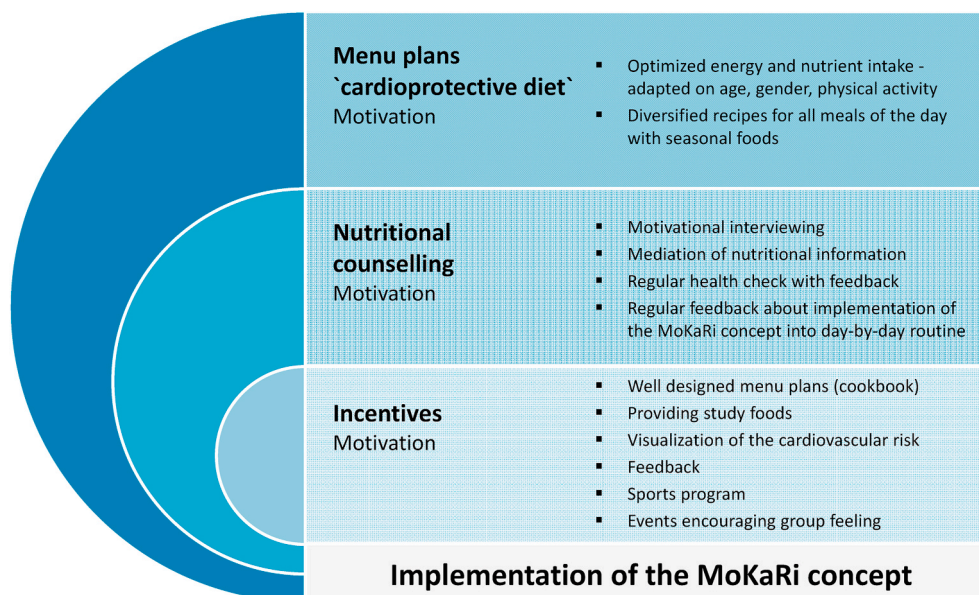 Menu plans
`cardioprotective diet`
Motivation
▪ Optimized energy and nutrient intake -
adapted on age, gender, physical activity
▪ Diversified recipes for all meals of the day
with seasonal foods
Nutritional
counselling
Motivation
▪ Motivational interviewing
▪ Mediation of nutritional information
▪ Regular health check with feedback
▪ Regular feedback about implementation of
the MoKaRi concept into day-by-day routine
Incentives
Motivation
▪ Well designed menu plans (cookbook)
▪ Providing study foods
▪ Visualization of the cardiovascular risk
▪ Feedback
▪ Sports program
▪ Events encouraging group feeling
Implementation of the MoKaRi concept